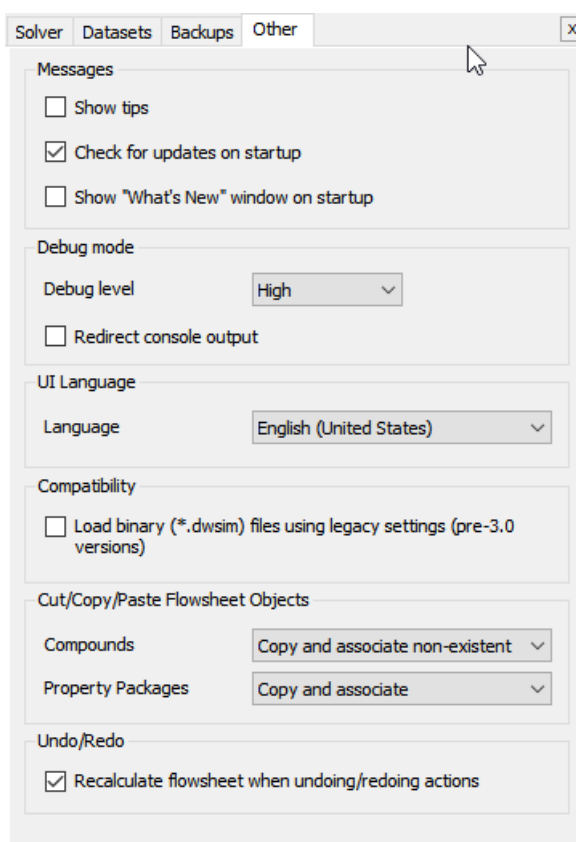 Solver Datasets Backups Other x
Messages
Show tips
Check for updates on startup
Show "What's New" window on startup
Debug mode
Debug level High
Redirect console output
UI Language
Language English (United States)
Compatibility
Load binary (*.dwsim) files using legacy settings (pre-3.0
versions)
Cut/Copy/Paste Flowsheet Objects
Compounds Copy and associate non-existent
Property Packages Copy and associate
Undo/Redo
Recalculate flowsheet when undoing/redoing actions